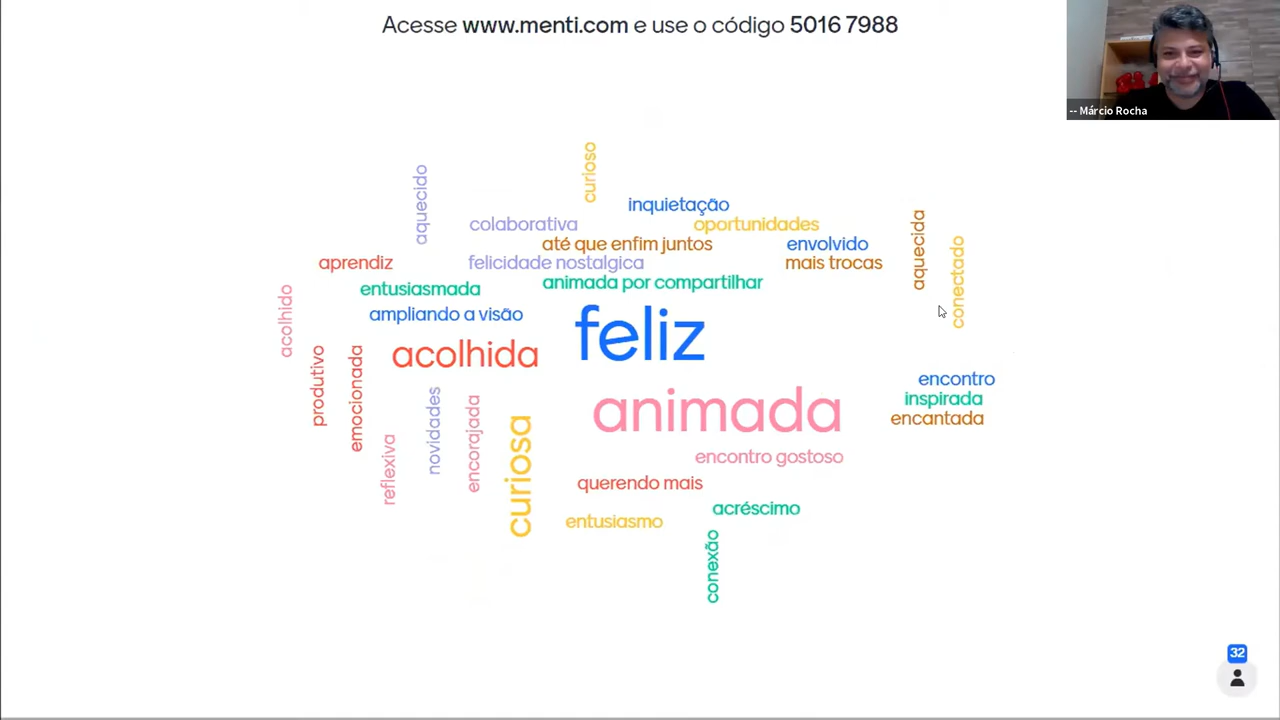 Acesse www.menti.com e use o código 5016 7988
-- Márcio Rocha
curioso
aquecido
inquietação
colaborativa
oportunidades
aquecida
até que enfim juntos
envolvido
conectado
aprendiz
felicidade nostalgica
mais trocas
entusiasmada
animada por compartilhar
acolhido
ampliando a visão
feliz
acolhida
produtivo
emocionada
encontro
inspirada
encantada
animada
novidades
encorajada
reflexiva
curiosa
encontro gostoso
querendo mais
acréscimo
entusiasmo
conexão
32